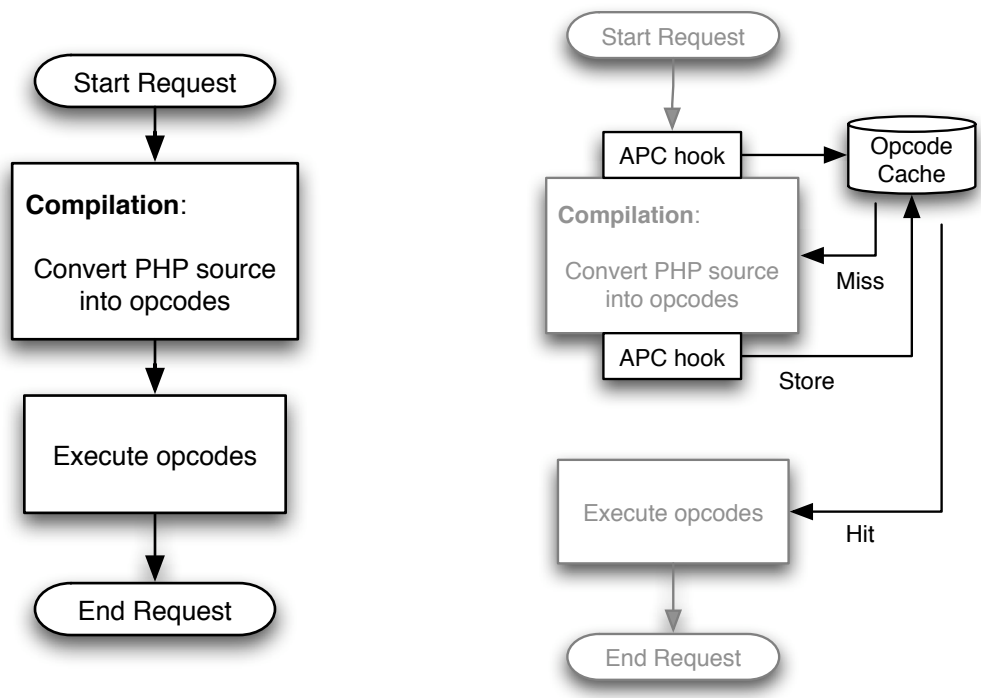 Start Request
Compilation:
Convert PHP source
into opcodes
Execute opcodes
End Request
Start Request
APC hook
Opcode
Cache
Compilation:
Convert PHP source
into opcodes
Miss
APC hook
Store
Execute opcodes
Hit
End Request